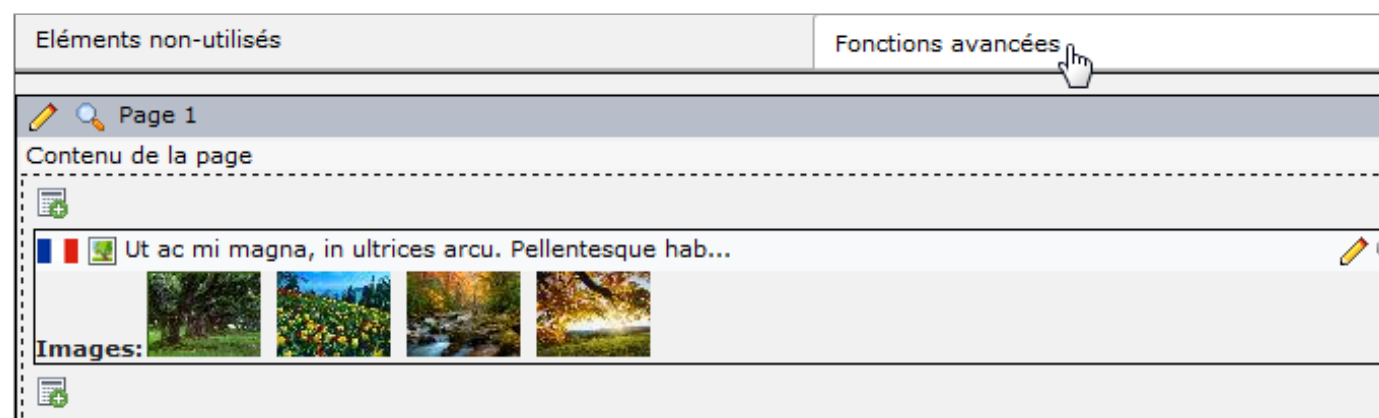 Eléments non-utilisés
Fonctions avancées
Page 1
Contenu de la page
Ut ac mi magna, in ultrices arcu. Pellentesque hab...
Images: